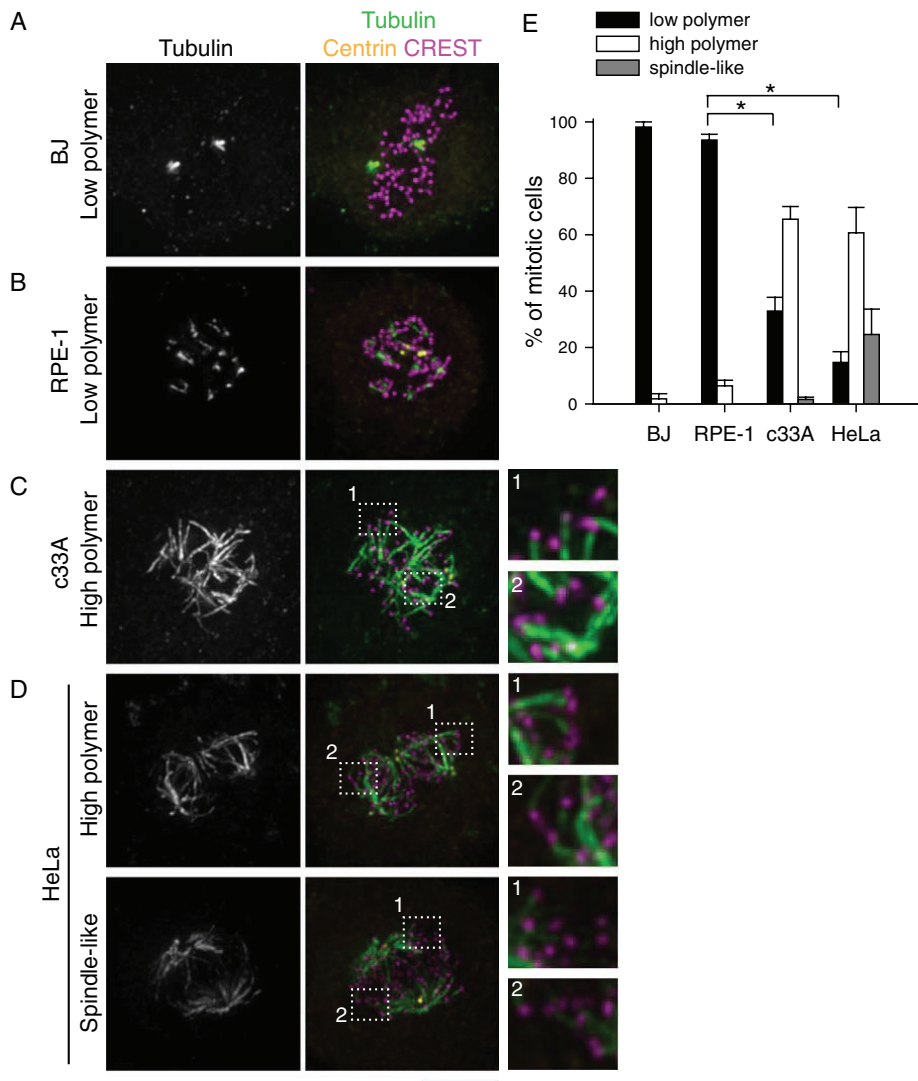 A
Tubulin
Tubulin
Centrin CREST
BJ
Low polymer
B
RPE-1
Low polymer
C
c33A
High polymer
1
2
1
2
D
HeLa
High polymer
1
2
1
2
Spindle-like
1
2
1
2
E
low polymer
high polymer
spindle-like
*
*
% of mitotic cells
100
80
60
40
20
0
BJ
RPE-1
c33A
HeLa